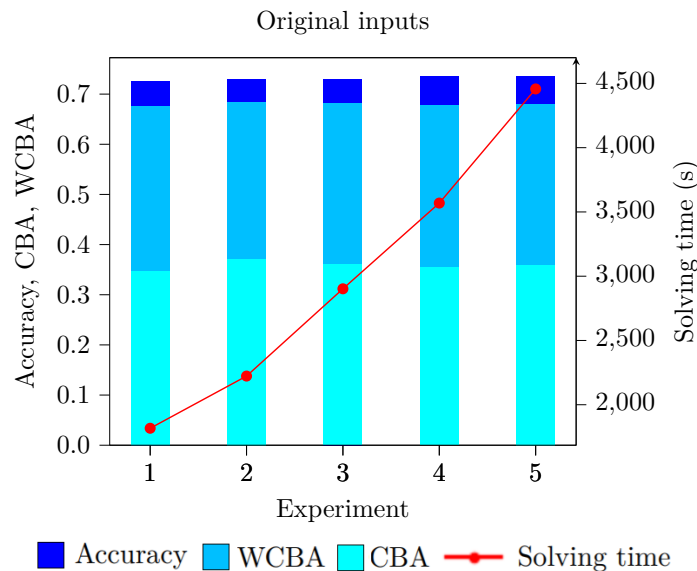 Original inputs
Accuracy, CBA, WCBA
0.7
0.6
0.5
0.4
0.3
0.2
0.1
0.0
4,500
4,000
3,500
3,000
2,500
2,000
Solving time (s)
1 2 3 4 5
Experiment
Accuracy WCBA CBA Solving time